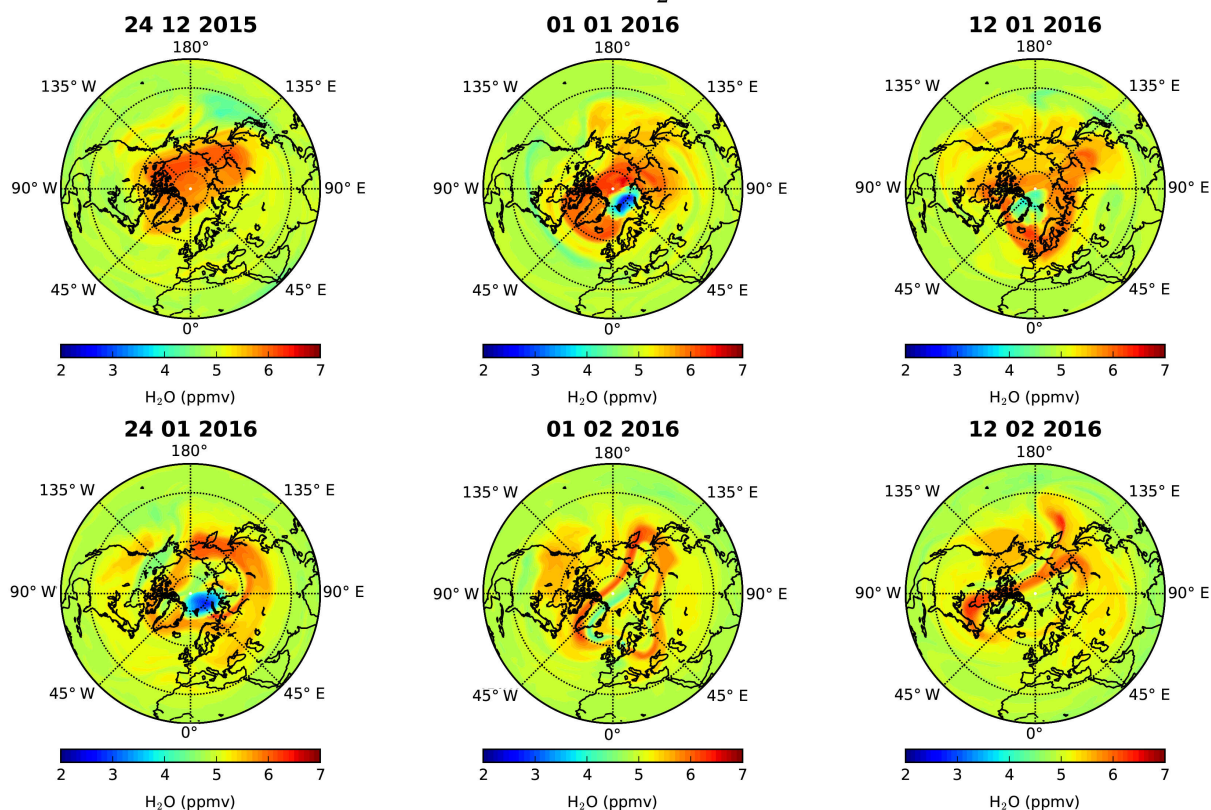 2
24 12 2015
01 01 2016
12 01 2016
180°
180°
180°
135° W
135° E
135° W
135° E
135° W
135° E
90° W
90° E
90° W
90° E
90° W
90° E
45° W
45° E
45° W
45° E
45° W
45° E
0°
0°
0°
2 3 4 5 6 7
2 3 4 5 6 7
2 3 4 5 6 7
H₂O (ppmv)
H₂O (ppmv)
H₂O (ppmv)
24 01 2016
01 02 2016
12 02 2016
180°
180°
180°
135° W
135° E
135° W
135° E
135° W
135° E
90° W
90° E
90° W
90° E
90° W
90° E
45° W
45° E
45° W
45° E
45° W
45° E
0°
0°
0°
2 3 4 5 6 7
2 3 4 5 6 7
2 3 4 5 6 7
H₂O (ppmv)
H₂O (ppmv)
H₂O (ppmv)